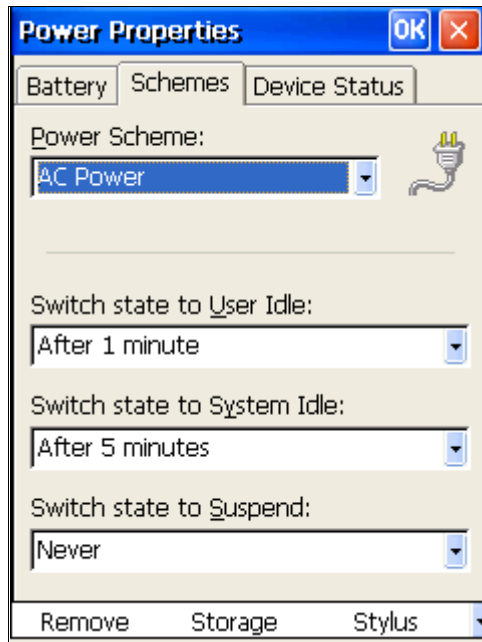 Power Properties OK
Battery Schemes Device Status
Power Scheme:
AC Power
Switch state to User Idle:
After 1 minute
Switch state to System Idle:
After 5 minutes
Switch state to Suspend:
Never
Remove Storage Stylus